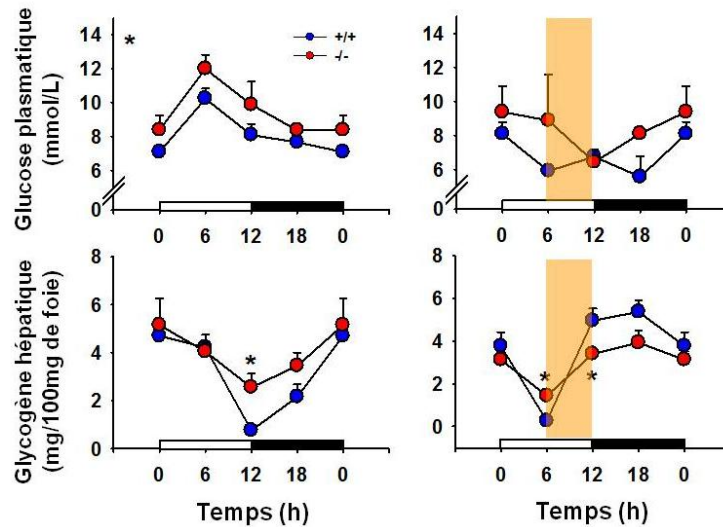 Glucose plasmatique
(mmol/L)
14
12
10
8
6
0
*
+/+
-/-
0 6 12 18 0
14
12
10
8
6
0
0 6 12 18 0
Glycogène hépatique
(mg/100mg de foie)
8
6
4
2
0
*
0 6 12 18 0
Temps (h)
8
6
4
2
0
* *
0 6 12 18 0
Temps (h)